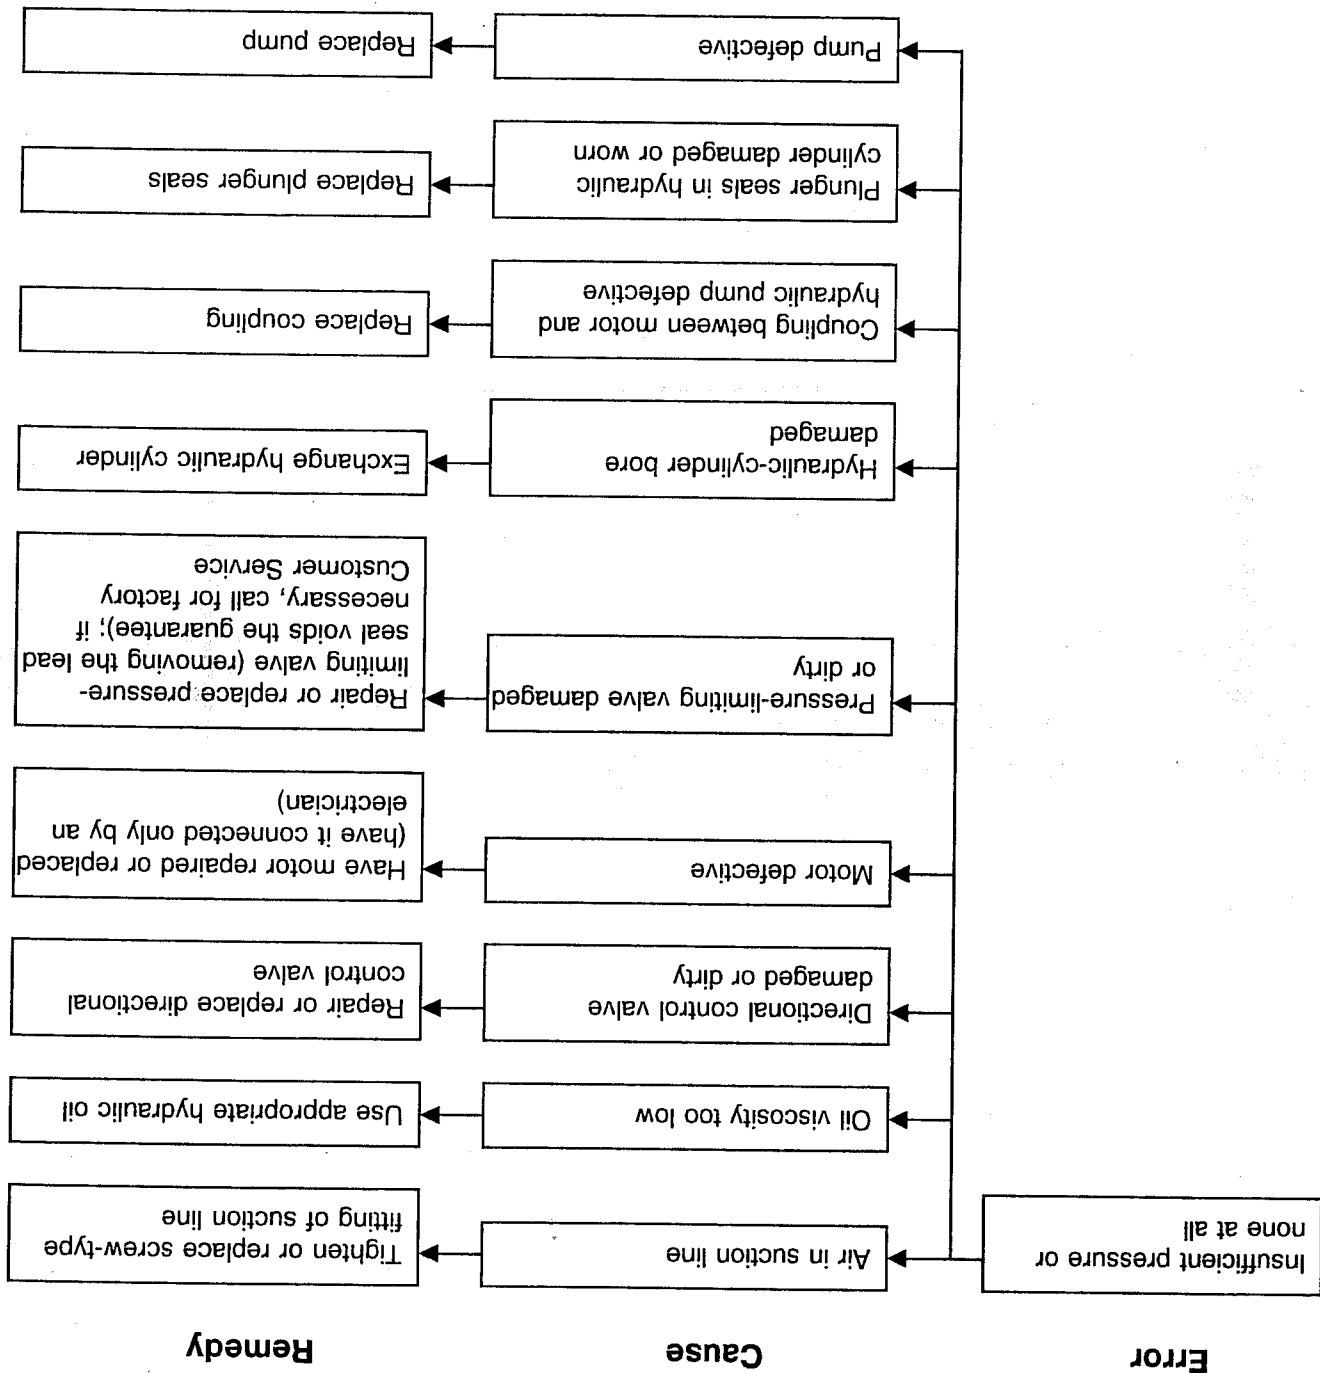 Error
Cause
Remedy
Insufficient pressure or
none at all
Air in suction line
Tighten or replace screw-type
fitting of suction line
Oil viscosity too low
Use appropriate hydraulic oil
Directional control valve
damaged or dirty
Repair or replace directional
control valve
Motor defective
Have motor repaired or replaced
(have it connected only by an
electrician)
Pressure-limiting valve damaged
or dirty
Repair or replace pressure-
limiting valve (removing the lead
seal voids the guarantee); if
necessary, call for factory
Customer Service
Hydraulic-cylinder bore
damaged
Exchange hydraulic cylinder
Coupling between motor and
hydraulic pump defective
Replace coupling
Plunger seals in hydraulic
cylinder damaged or worn
Replace plunger seals
Pump defective
Replace pump